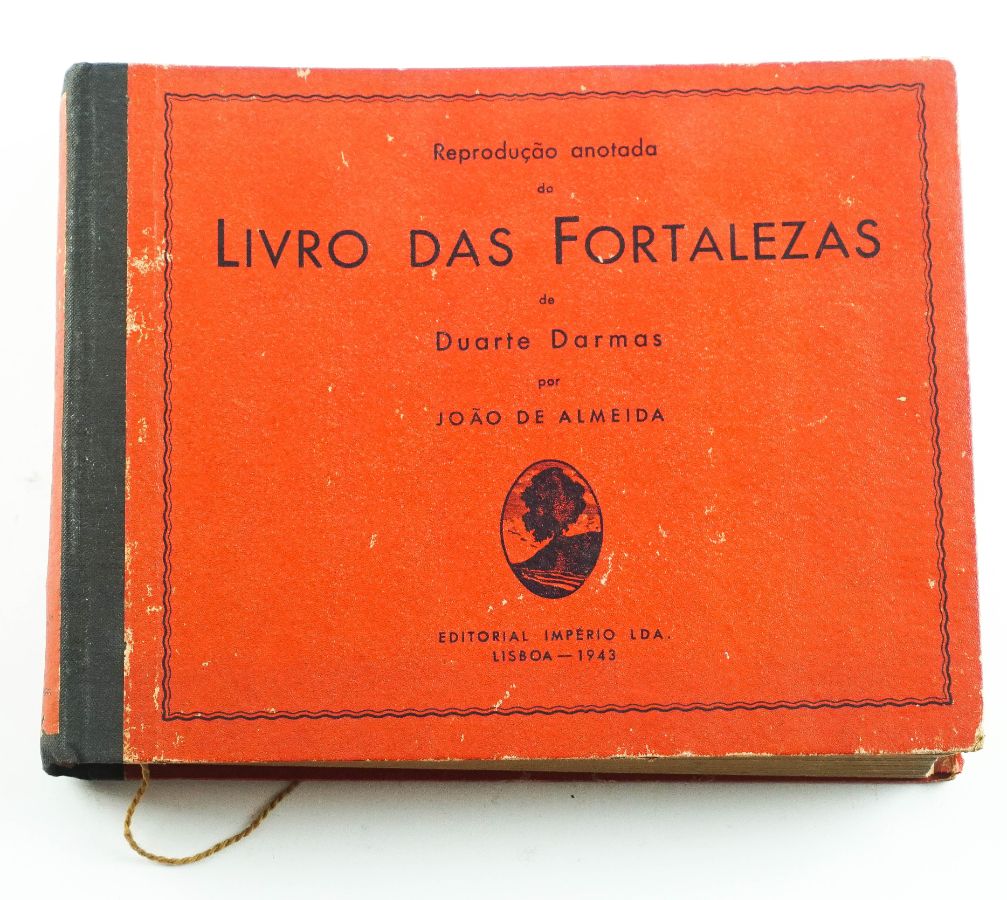 Reprodução anotada
do
LIVRO DAS FORTALEZAS
de
Duarte Darmas
por
JOÃO DE ALMEIDA
EDITORIAL IMPÉRIO LDA.
LISBOA — 1943